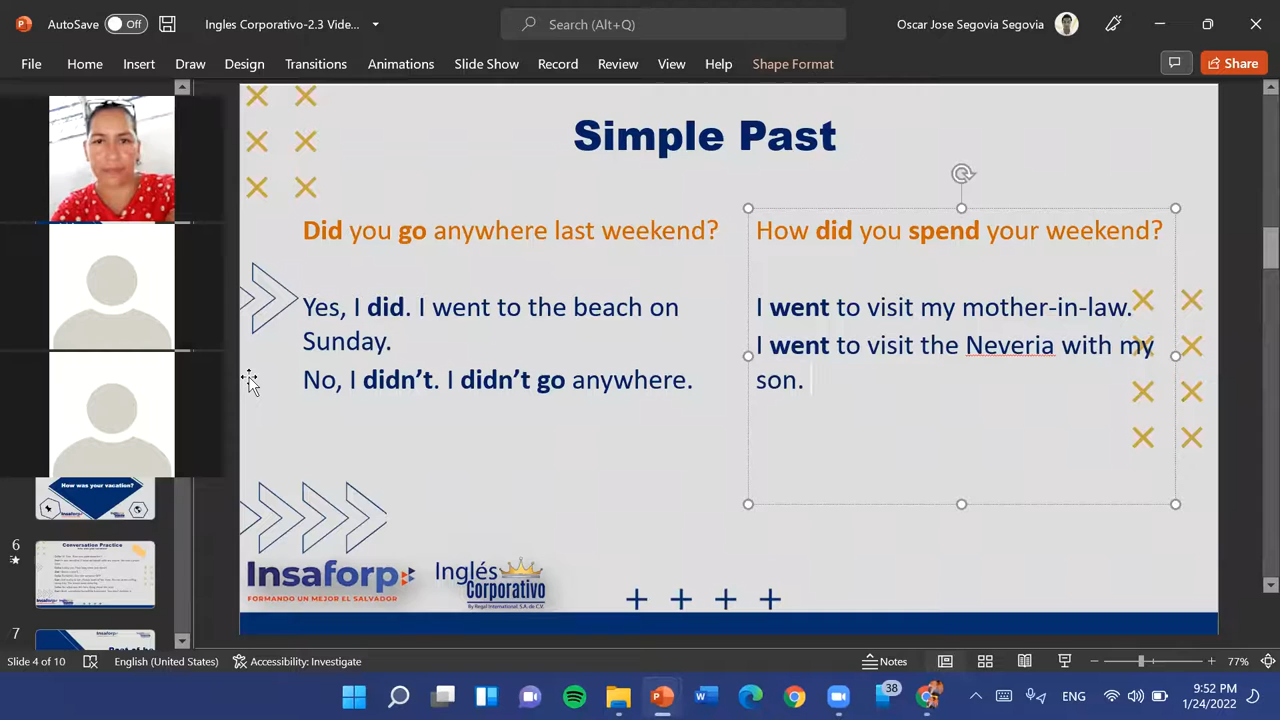 AutoSave Off Ingles Corporativo-2.3 Vide... Search (Alt+Q) Oscar Jose Segovia Segovia
File Home Insert Draw Design Transitions Animations Slide Show Record Review View Help Shape Format Share
Simple Past
Did you go anywhere last weekend?
Yes, I did. I went to the beach on
Sunday.
No, I didn't. I didn't go anywhere.
How did you spend your weekend?
I went to visit my mother-in-law.
I went to visit the Neveria with my
son.
Insaforp
FORMANDO UN MEJOR EL SALVADOR
Inglés
Corporativo
by Regal International S.A. de C.V.
How was your vacation?
6
Conversation Practice
7
Insaforp
Slide 4 of 10 English (United States) Accessibility: Investigate Notes 77%
38
ENG
9:52 PM
1/24/2022